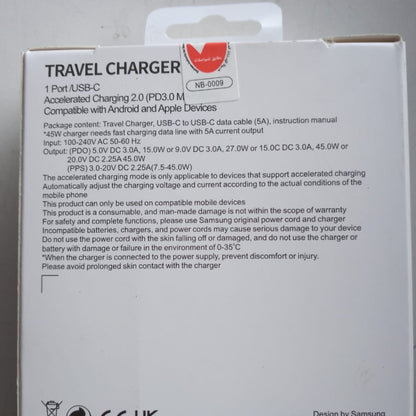 TRAVEL CHARGER
NB-0009
1 Port /USB-C
Accelerated Charging 2.0 (PD3.0 M
Compatible with Android and Apple Devices
Package content: Travel Charger, USB-C to USB-C data cable (5A), instruction manual
*45W charger needs fast charging data line with 5A current output
Input: 100-240V AC 50-60 Hz
Output: (PDO) 5.0V DC 3.0A, 15.0W or 9.0V DC 3.0A, 27.0W or 15.0C DC 3.0A, 45.0W or
20.0V DC 2.25A 45.0W
(PPS) 3.0-20V DC 2.25A(7.5-45.0W)
The accelerated charging mode is only applicable to devices that support accelerated charging
Automatically adjust the charging voltage and current according to the actual conditions of the
mobile phone
This product can only be used on compatible mobile devices
This product is a consumable, and man-made damage is not within the scope of warranty
For safety and complete functions, please use Samsung original power cord and charger
Incompatible batteries, chargers, and power cords may cause serious damage to your device
Do not use the power cord with the skin falling off or damaged, and do not use the charger or
battery with damage or failure in the environment of 0-35°C
*When the charger is connected to the power supply, prevent discomfort or injury.
Please avoid prolonged skin contact with the charger
Design by Samsung